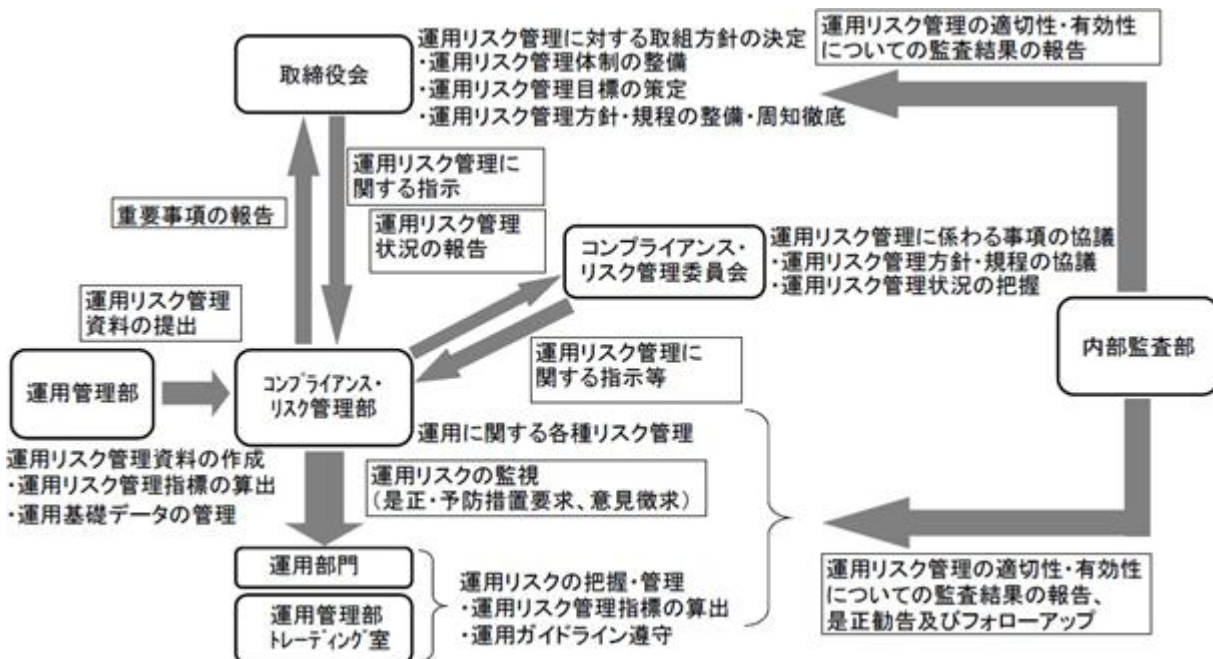 取締役会
運用リスク管理に対する取組方針の決定
・運用リスク管理体制の整備
・運用リスク管理目標の策定
・運用リスク管理方針・規程の整備・周知徹底
運用リスク管理の適切性・有効性
についての監査結果の報告
重要事項の報告
運用リスク管理に
関する指示
運用リスク管理
状況の報告
コンプライアンス・
リスク管理委員会
運用リスク管理に係わる事項の協議
・運用リスク管理方針・規程の協議
・運用リスク管理状況の把握
運用リスク管理
資料の提出
内部監査部
運用管理部
コンプライアンス・
リスク管理部
運用リスク管理に
関する指示等
運用に関する各種リスク管理
運用リスク管理資料の作成
・運用リスク管理指標の算出
・運用基礎データの管理
運用リスクの監視
(是正・予防措置要求、意見徴求)
運用部門
運用管理部
トレーディング室
運用リスクの把握・管理
・運用リスク管理指標の算出
・運用ガイドライン遵守
運用リスク管理の適切性・有効性
についての監査結果の報告、
是正勧告及びフォローアップ